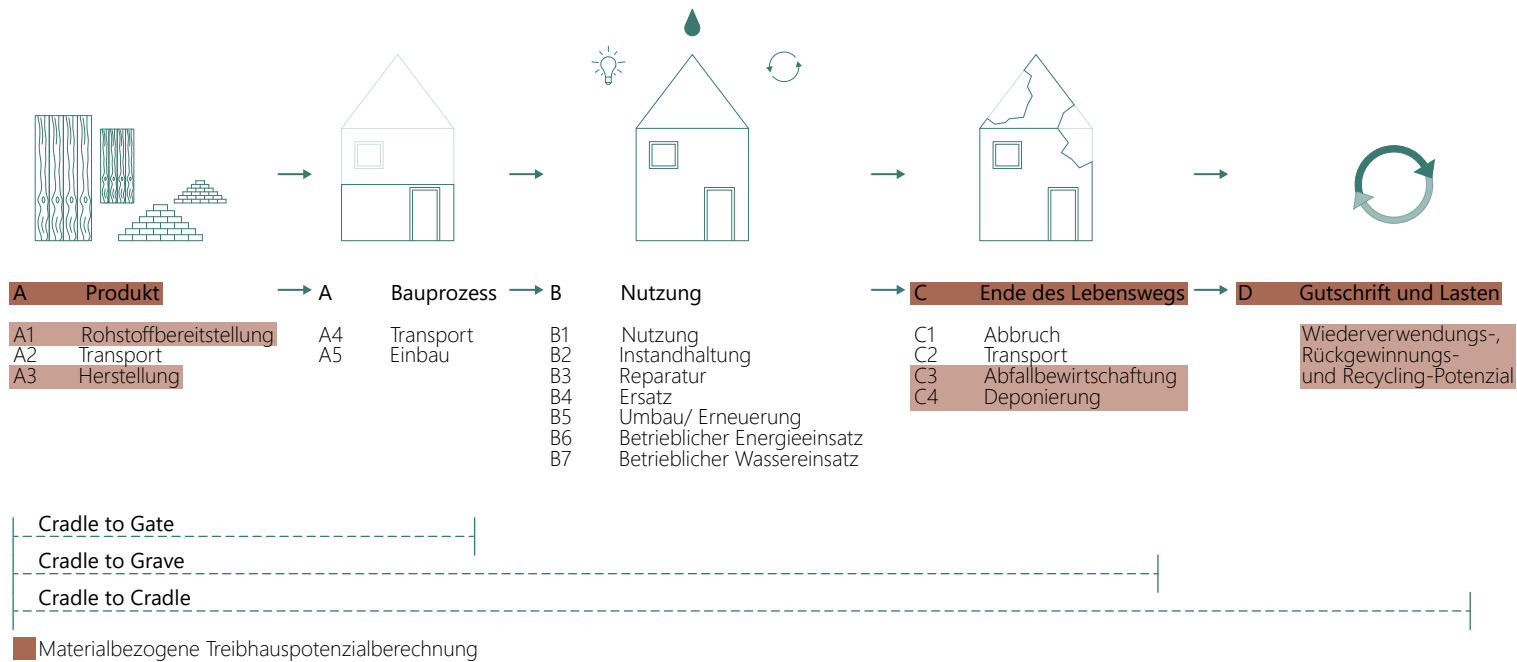 A Produkt
A Bauprozess
B Nutzung
C Ende des Lebenswegs
D Gutschrift und Lasten
A1 Rohstoffbereitstellung
A2 Transport
A3 Herstellung
A4 Transport
A5 Einbau
B1 Nutzung
B2 Instandhaltung
B3 Reparatur
B4 Ersatz
B5 Umbau/ Erneuerung
B6 Betrieblicher Energieeinsatz
B7 Betrieblicher Wassereinsatz
C1 Abbruch
C2 Transport
C3 Abfallbewirtschaftung
C4 Deponierung
Wiederverwendungs-,
Rückgewinnungs-
und Recycling-Potenzial
Cradle to Gate
Cradle to Grave
Cradle to Cradle
Materialbezogene Treibhauspotenzialberechnung